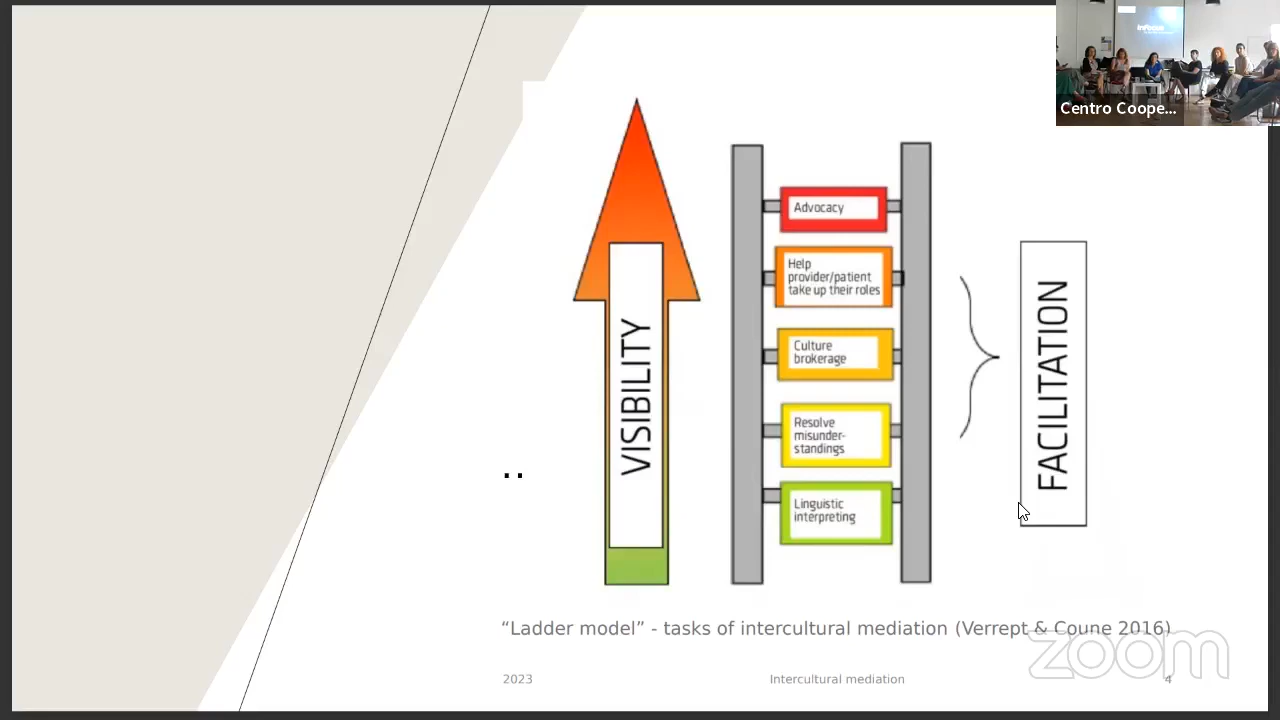 InFocus
Centro Coope...
Advocacy
Help
provider/patient
take up their roles
Culture
brokerage
Resolve
misunder-
standings
Linguistic
interpreting
VISIBILITY
FACILITATION
..
“Ladder model” - tasks of intercultural mediation (Verrept & Coune 2016)
zoom
2023
Intercultural mediation
4